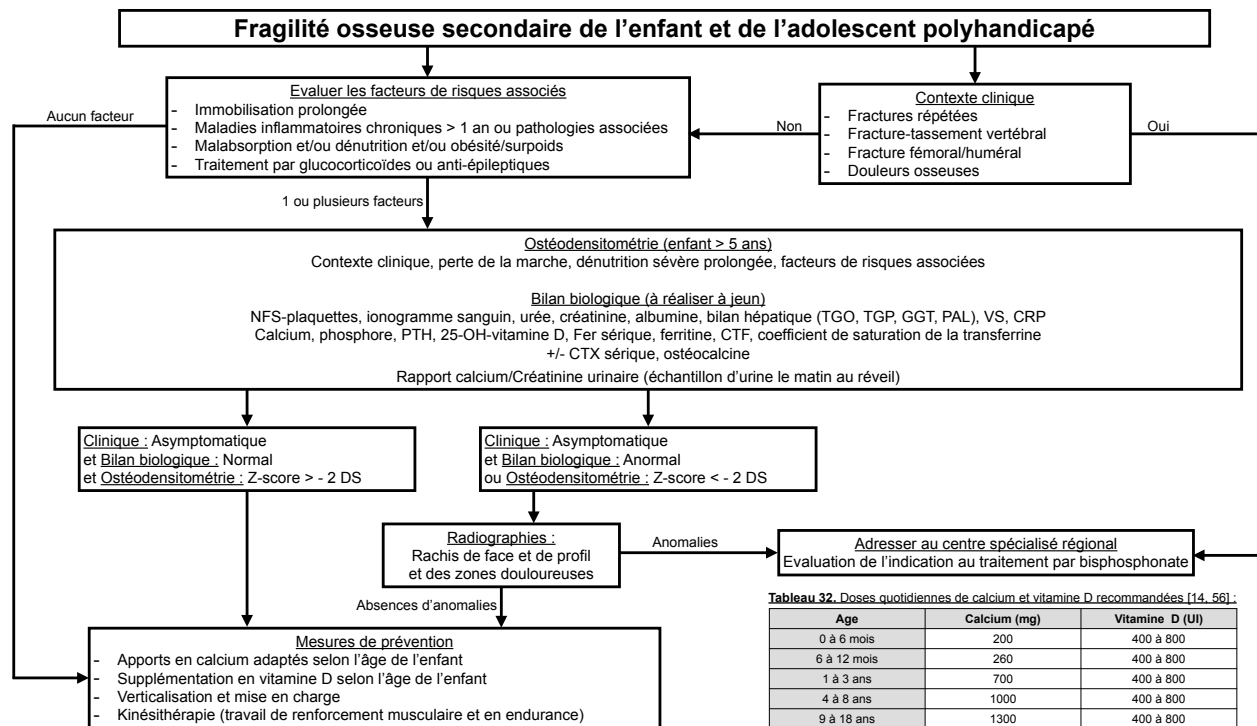 Fragilité osseuse secondaire de l'enfant et de l'adolescent polyhandicapé
Evaluer les facteurs de risques associés
- Immobilisation prolongée
- Maladies inflammatoires chroniques > 1 an ou pathologies associées
- Malabsorption et/ou dénutrition et/ou obésité/surpoids
- Traitement par glucocorticoïdes ou anti-épileptiques
Contexte clinique
- Fractures répétées
- Fracture-tassement vertébral
- Fracture fémoral/huméral
- Douleurs osseuses
Aucun facteur
Non
Oui
1 ou plusieurs facteurs
Ostéodensitométrie (enfant > 5 ans)
Contexte clinique, perte de la marche, dénutrition sévère prolongée, facteurs de risques associées
Bilan biologique (à réaliser à jeun)
NFS-plaquettes, ionogramme sanguin, urée, créatinine, albumine, bilan hépatique (TGO, TGP, GGT, PAL), VS, CRP
Calcium, phosphore, PTH, 25-OH-vitamine D, Fer sérique, ferritine, CTF, coefficient de saturation de la transferrine
+/- CTX sérique, ostéocalcine
Rapport calcium/Créatinine urinaire (échantillon d'urine le matin au réveil)
Clinique : Asymptomatique
et Bilan biologique : Normal
et Ostéodensitométrie : Z-score > - 2 DS
Clinique : Asymptomatique
et Bilan biologique : Anormal
ou Ostéodensitométrie : Z-score < - 2 DS
Radiographies :
Rachis de face et de profil
et des zones douloureuses
Anomalies
Adresser au centre spécialisé régional
Evaluation de l'indication au traitement par bisphosphonate
Absences d'anomalies
Mesures de prévention
- Apports en calcium adaptés selon l'âge de l'enfant
- Supplémentation en vitamine D selon l'âge de l'enfant
- Verticalisation et mise en charge
- Kinésithérapie (travail de renforcement musculaire et en endurance)
Tableau 32. Doses quotidiennes de calcium et vitamine D recommandées [14, 56] :
Age Calcium (mg) Vitamine D (UI)
0 à 6 mois 200 400 à 800
6 à 12 mois 260 400 à 800
1 à 3 ans 700 400 à 800
4 à 8 ans 1000 400 à 800
9 à 18 ans 1300 400 à 800